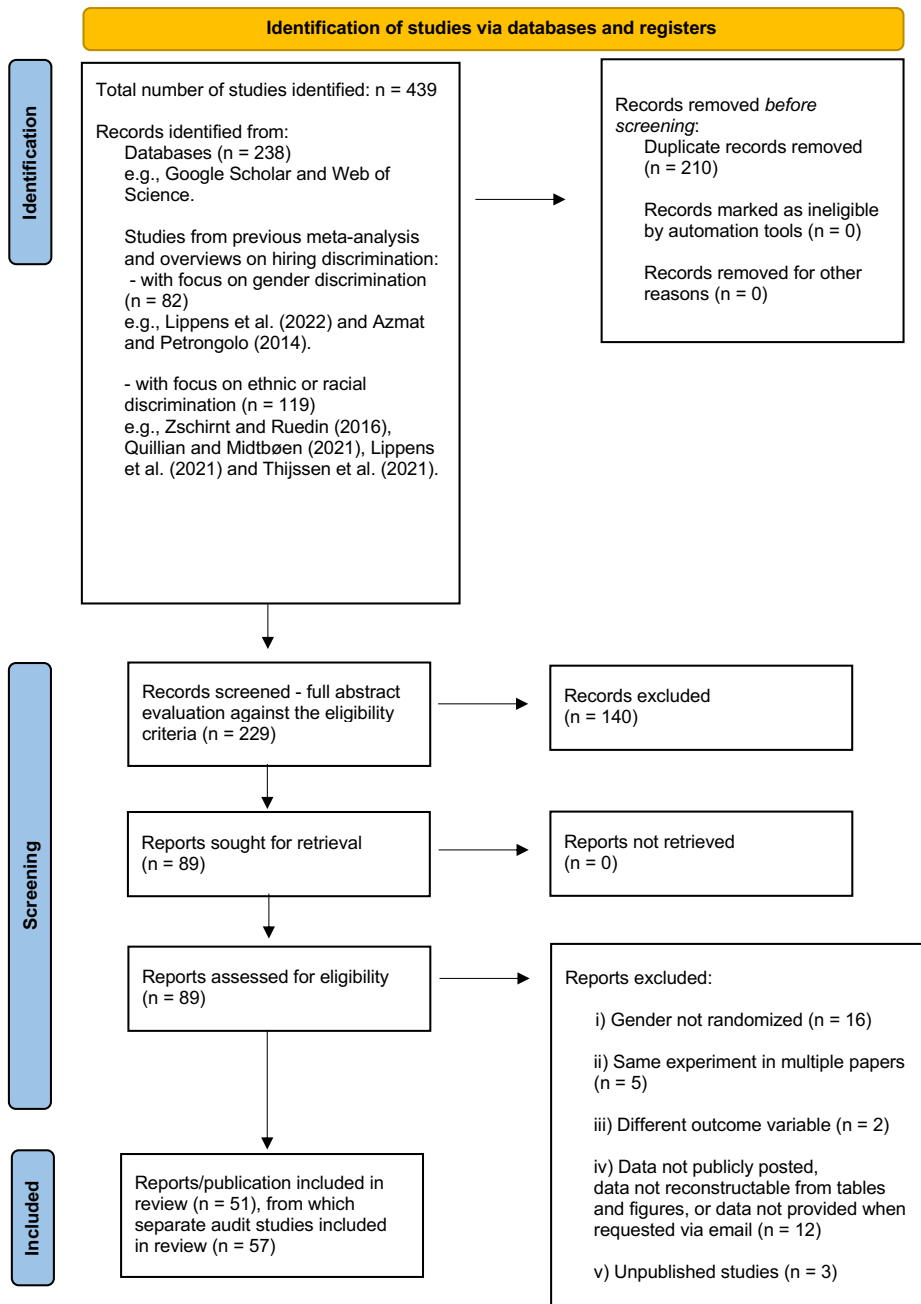 Identification of studies via databases and registers
Identification
Total number of studies identified: n = 439
Records identified from:
Databases (n = 238)
e.g., Google Scholar and Web of
Science.
Studies from previous meta-analysis
and overviews on hiring discrimination:
- with focus on gender discrimination
(n = 82)
e.g., Lippens et al. (2022) and Azmat
and Petrongolo (2014).
- with focus on ethnic or racial
discrimination (n = 119)
e.g., Zschirnt and Ruedin (2016),
Quillian and Midtbøen (2021), Lippens
et al. (2021) and Thijssen et al. (2021).
Records removed before
screening:
Duplicate records removed
(n = 210)
Records marked as ineligible
by automation tools (n = 0)
Records removed for other
reasons (n = 0)
Screening
Records screened - full abstract
evaluation against the eligibility
criteria (n = 229)
Records excluded
(n = 140)
Reports sought for retrieval
(n = 89)
Reports not retrieved
(n = 0)
Reports assessed for eligibility
(n = 89)
Reports excluded:
i) Gender not randomized (n = 16)
ii) Same experiment in multiple papers
(n = 5)
iii) Different outcome variable (n = 2)
iv) Data not publicly posted,
data not reconstructable from tables
and figures, or data not provided when
requested via email (n = 12)
v) Unpublished studies (n = 3)
Included
Reports/publication included in
review (n = 51), from which
separate audit studies included
in review (n = 57)